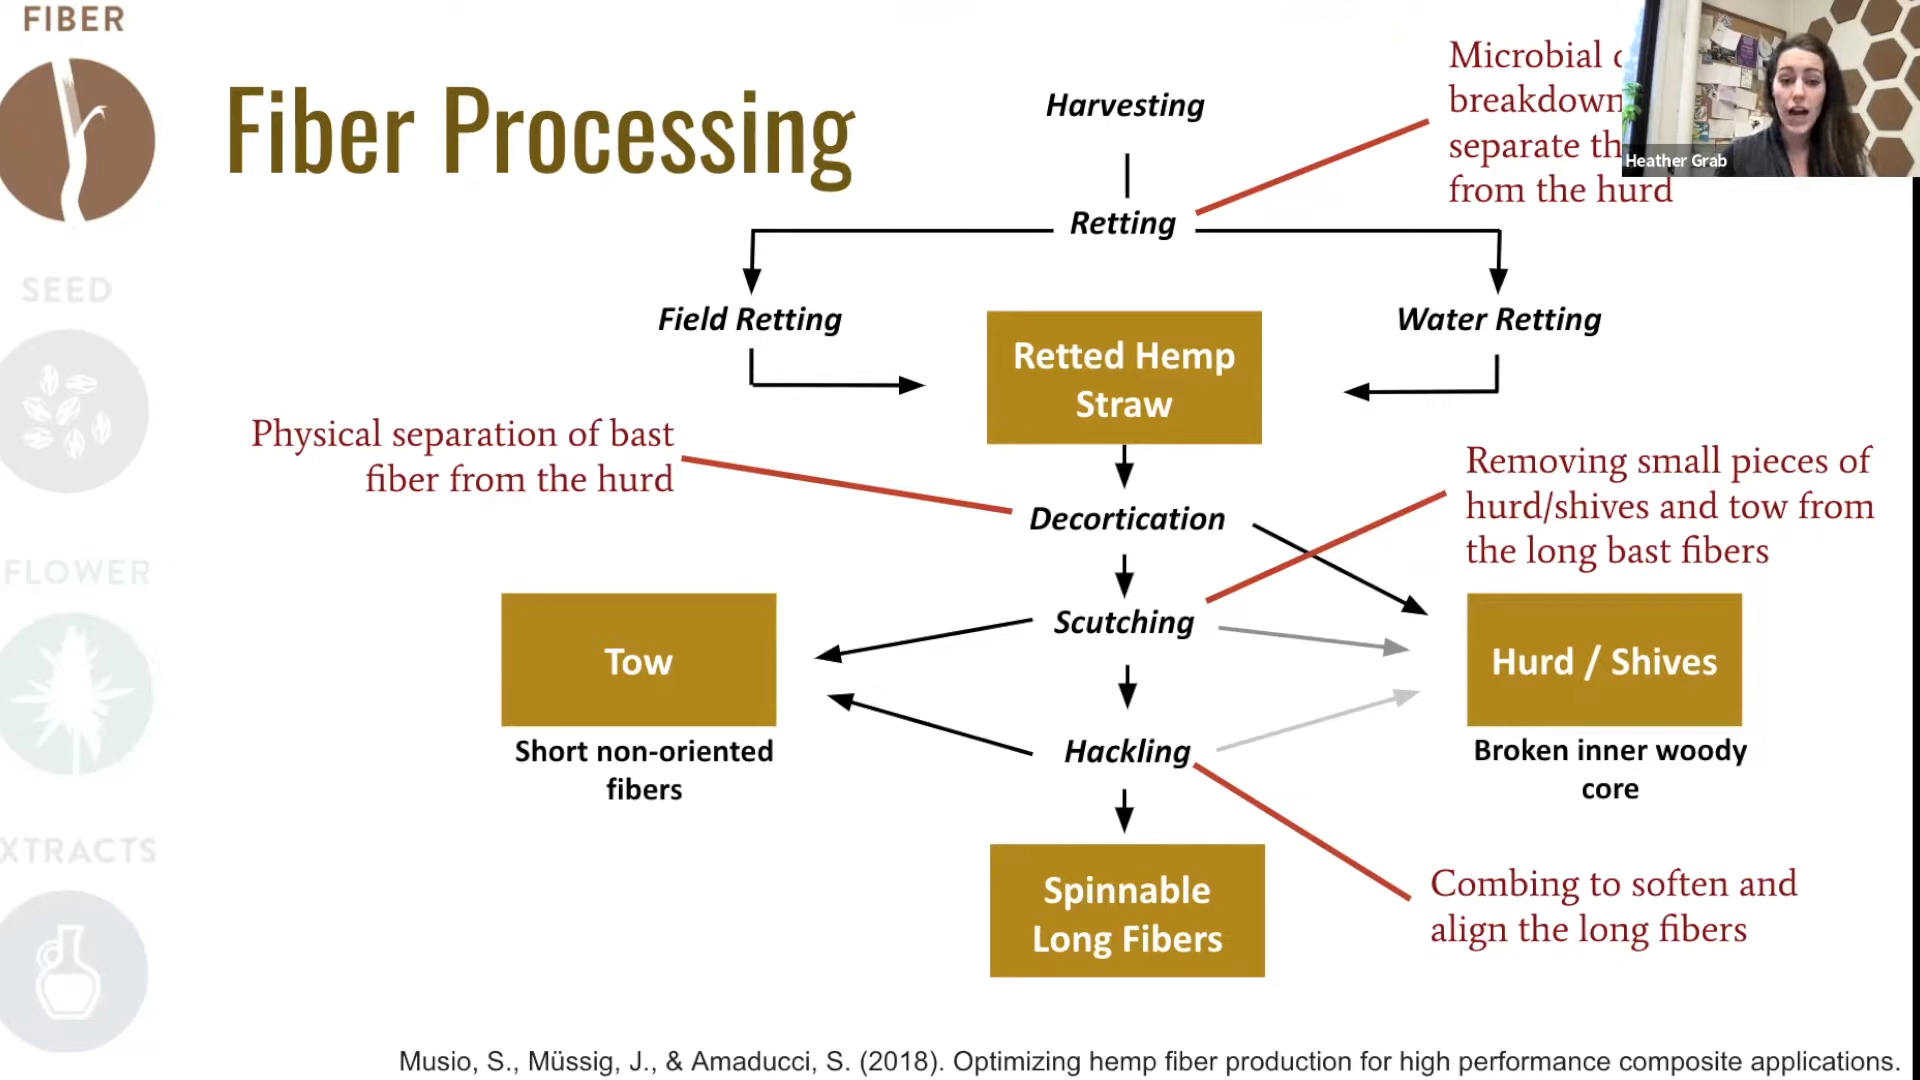 FIBER
Fiber Processing
Harvesting
Microbial
breakdown
separate
from the hurd
Heather Grab
Retting
SEED
Field Retting
Water Retting
Retted Hemp
Straw
Physical separation of bast
fiber from the hurd
Removing small pieces of
hurd/shives and tow from
the long bast fibers
Decortication
FLOWER
Scutching
Tow
Hurd / Shives
Short non-oriented
fibers
Hackling
Broken inner woody
core
XTRACTS
Spinnable
Long Fibers
Combing to soften and
align the long fibers
Musio, S., Müssig, J., & Amaducci, S. (2018). Optimizing hemp fiber production for high performance composite applications.